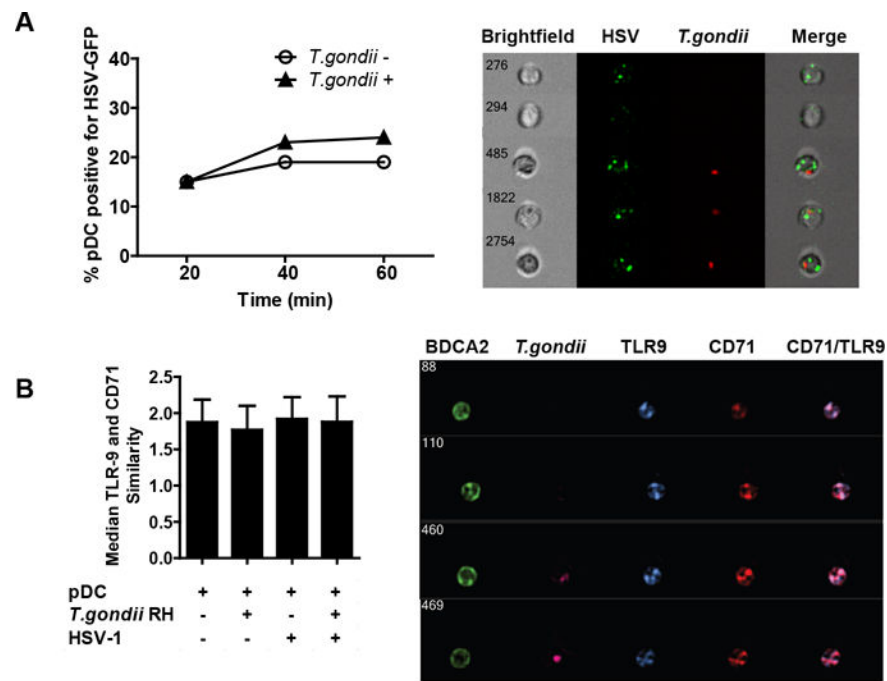 A
% pDC positive for HSV-GFP
40
30
20
10
0
T.gondii -
T.gondii +
20 40 60
Time (min)
Brightfield HSV T.gondii Merge
276
294
485
1822
2754
B
Median TLR-9 and CD71
Similarity
2.5
2.0
1.5
1.0
0.5
0.0
pDC + + + +
T.gondii RH - + - +
HSV-1 - - + +
BDCA2 T.gondii TLR9 CD71 CD71/TLR9
88
110
460
469